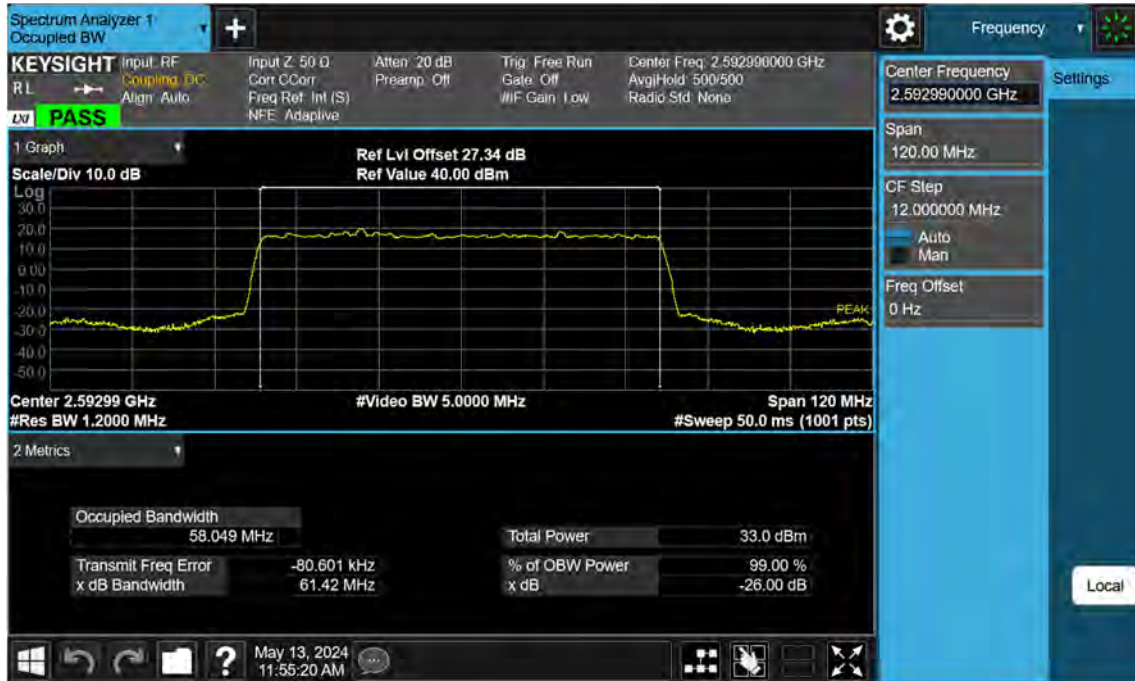 Spectrum Analyzer 1
Occupied BW
+
Frequency
KEYSIGHT
Input: RF
Coupling: DC
Align: Auto
Input Z: 50 Ω
Corr CCorr
Freq Ref: Int (S)
NFE: Adaptive
Atten: 20 dB
Preamp: Off
Trig: Free Run
Gate: Off
#IF Gain: Low
Center Freq: 2.592990000 GHz
Avg|Hold: 500/500
Radio Std: None
RL
LXI
PASS
Center Frequency
2.592990000 GHz
Settings
Span
120.00 MHz
CF Step
12.000000 MHz
Auto
Man
Freq Offset
0 Hz
1 Graph
Ref Lvl Offset 27.34 dB
Scale/Div 10.0 dB
Ref Value 40.00 dBm
Log
30.0
20.0
10.0
0.00
-10.0
-20.0
-30.0
-40.0
-50.0
PEAK
Center 2.59299 GHz
#Video BW 5.0000 MHz
Span 120 MHz
#Res BW 1.2000 MHz
#Sweep 50.0 ms (1001 pts)
2 Metrics
Occupied Bandwidth
58.049 MHz
Total Power 33.0 dBm
Transmit Freq Error -80.601 kHz
% of OBW Power 99.00 %
x dB Bandwidth 61.42 MHz
x dB -26.00 dB
Local
?
May 13, 2024
11:55:20 AM